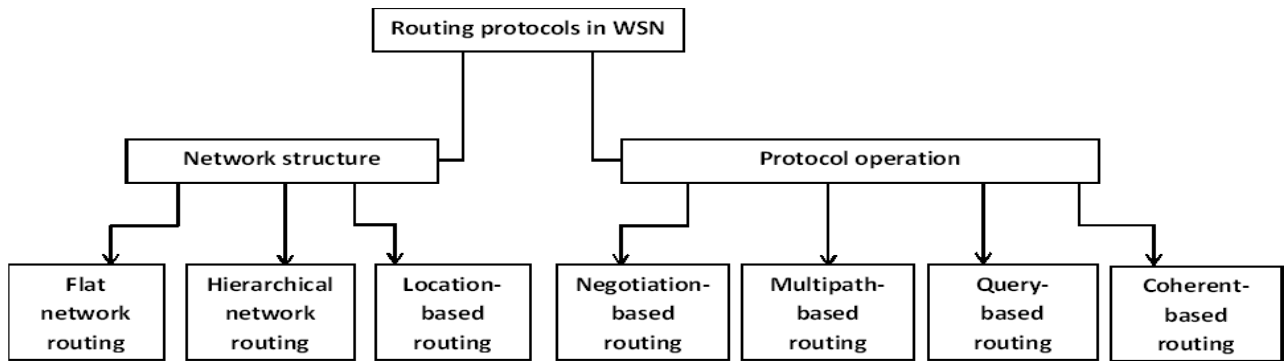 Routing protocols in WSN
Network structure
Protocol operation
Flat
network
routing
Hierarchical
network
routing
Location-
based
routing
Negotiation-
based
routing
Multipath-
based
routing
Query-
based
routing
Coherent-
based
routing